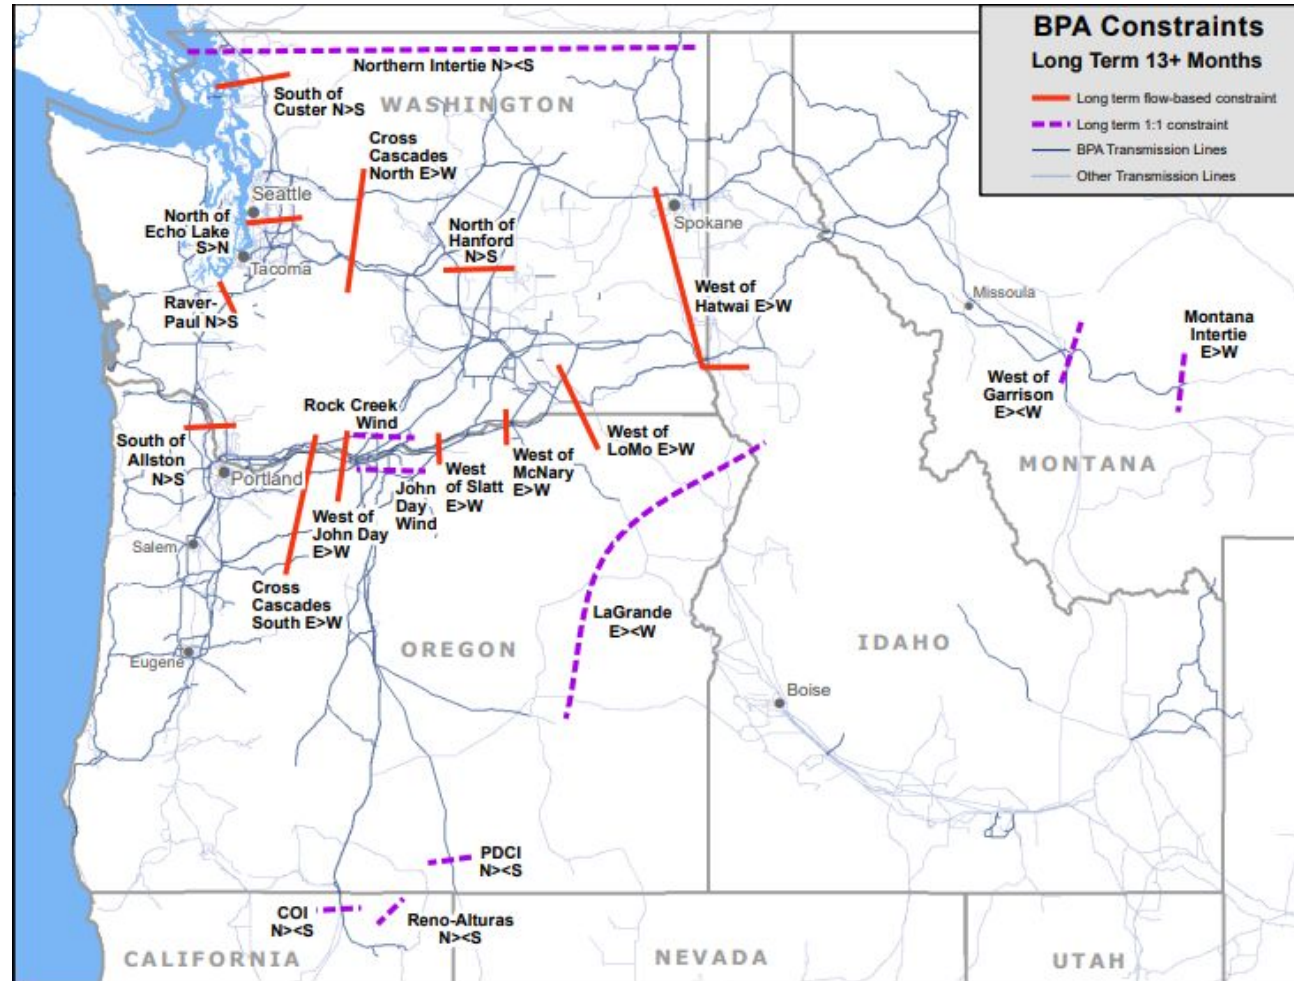 BPA Constraints
Long Term 13+ Months
Long term flow-based constraint
Long term 1:1 constraint
BPA Transmission Lines
Other Transmission Lines
Northern Intertie N><S
South of
Custer N>S
WASHINGTON
Cross
Cascades
North E>W
Seattle
North of
Echo Lake
S>N
Tacoma
North of
Hanford
N>S
Spokane
Raver-
Paul N>S
West of
Hatwai E>W
Missoula
Montana
Intertie
E>W
West of
Garrison
E><W
Rock Creek
Wind
South of
Allston
N>S
Portland
West of
LoMo E>W
West of
McNary
E>W
West
of Slatt
E>W
John
Day
Wind
West of
John Day
E>W
MONTANA
Salem
Cross
Cascades
South E>W
LaGrande
E><W
Eugene
OREGON
IDAHO
Boise
PDCI
N><S
COI
N><S
Reno-Alturas
N><S
CALIFORNIA
NEVADA
UTAH